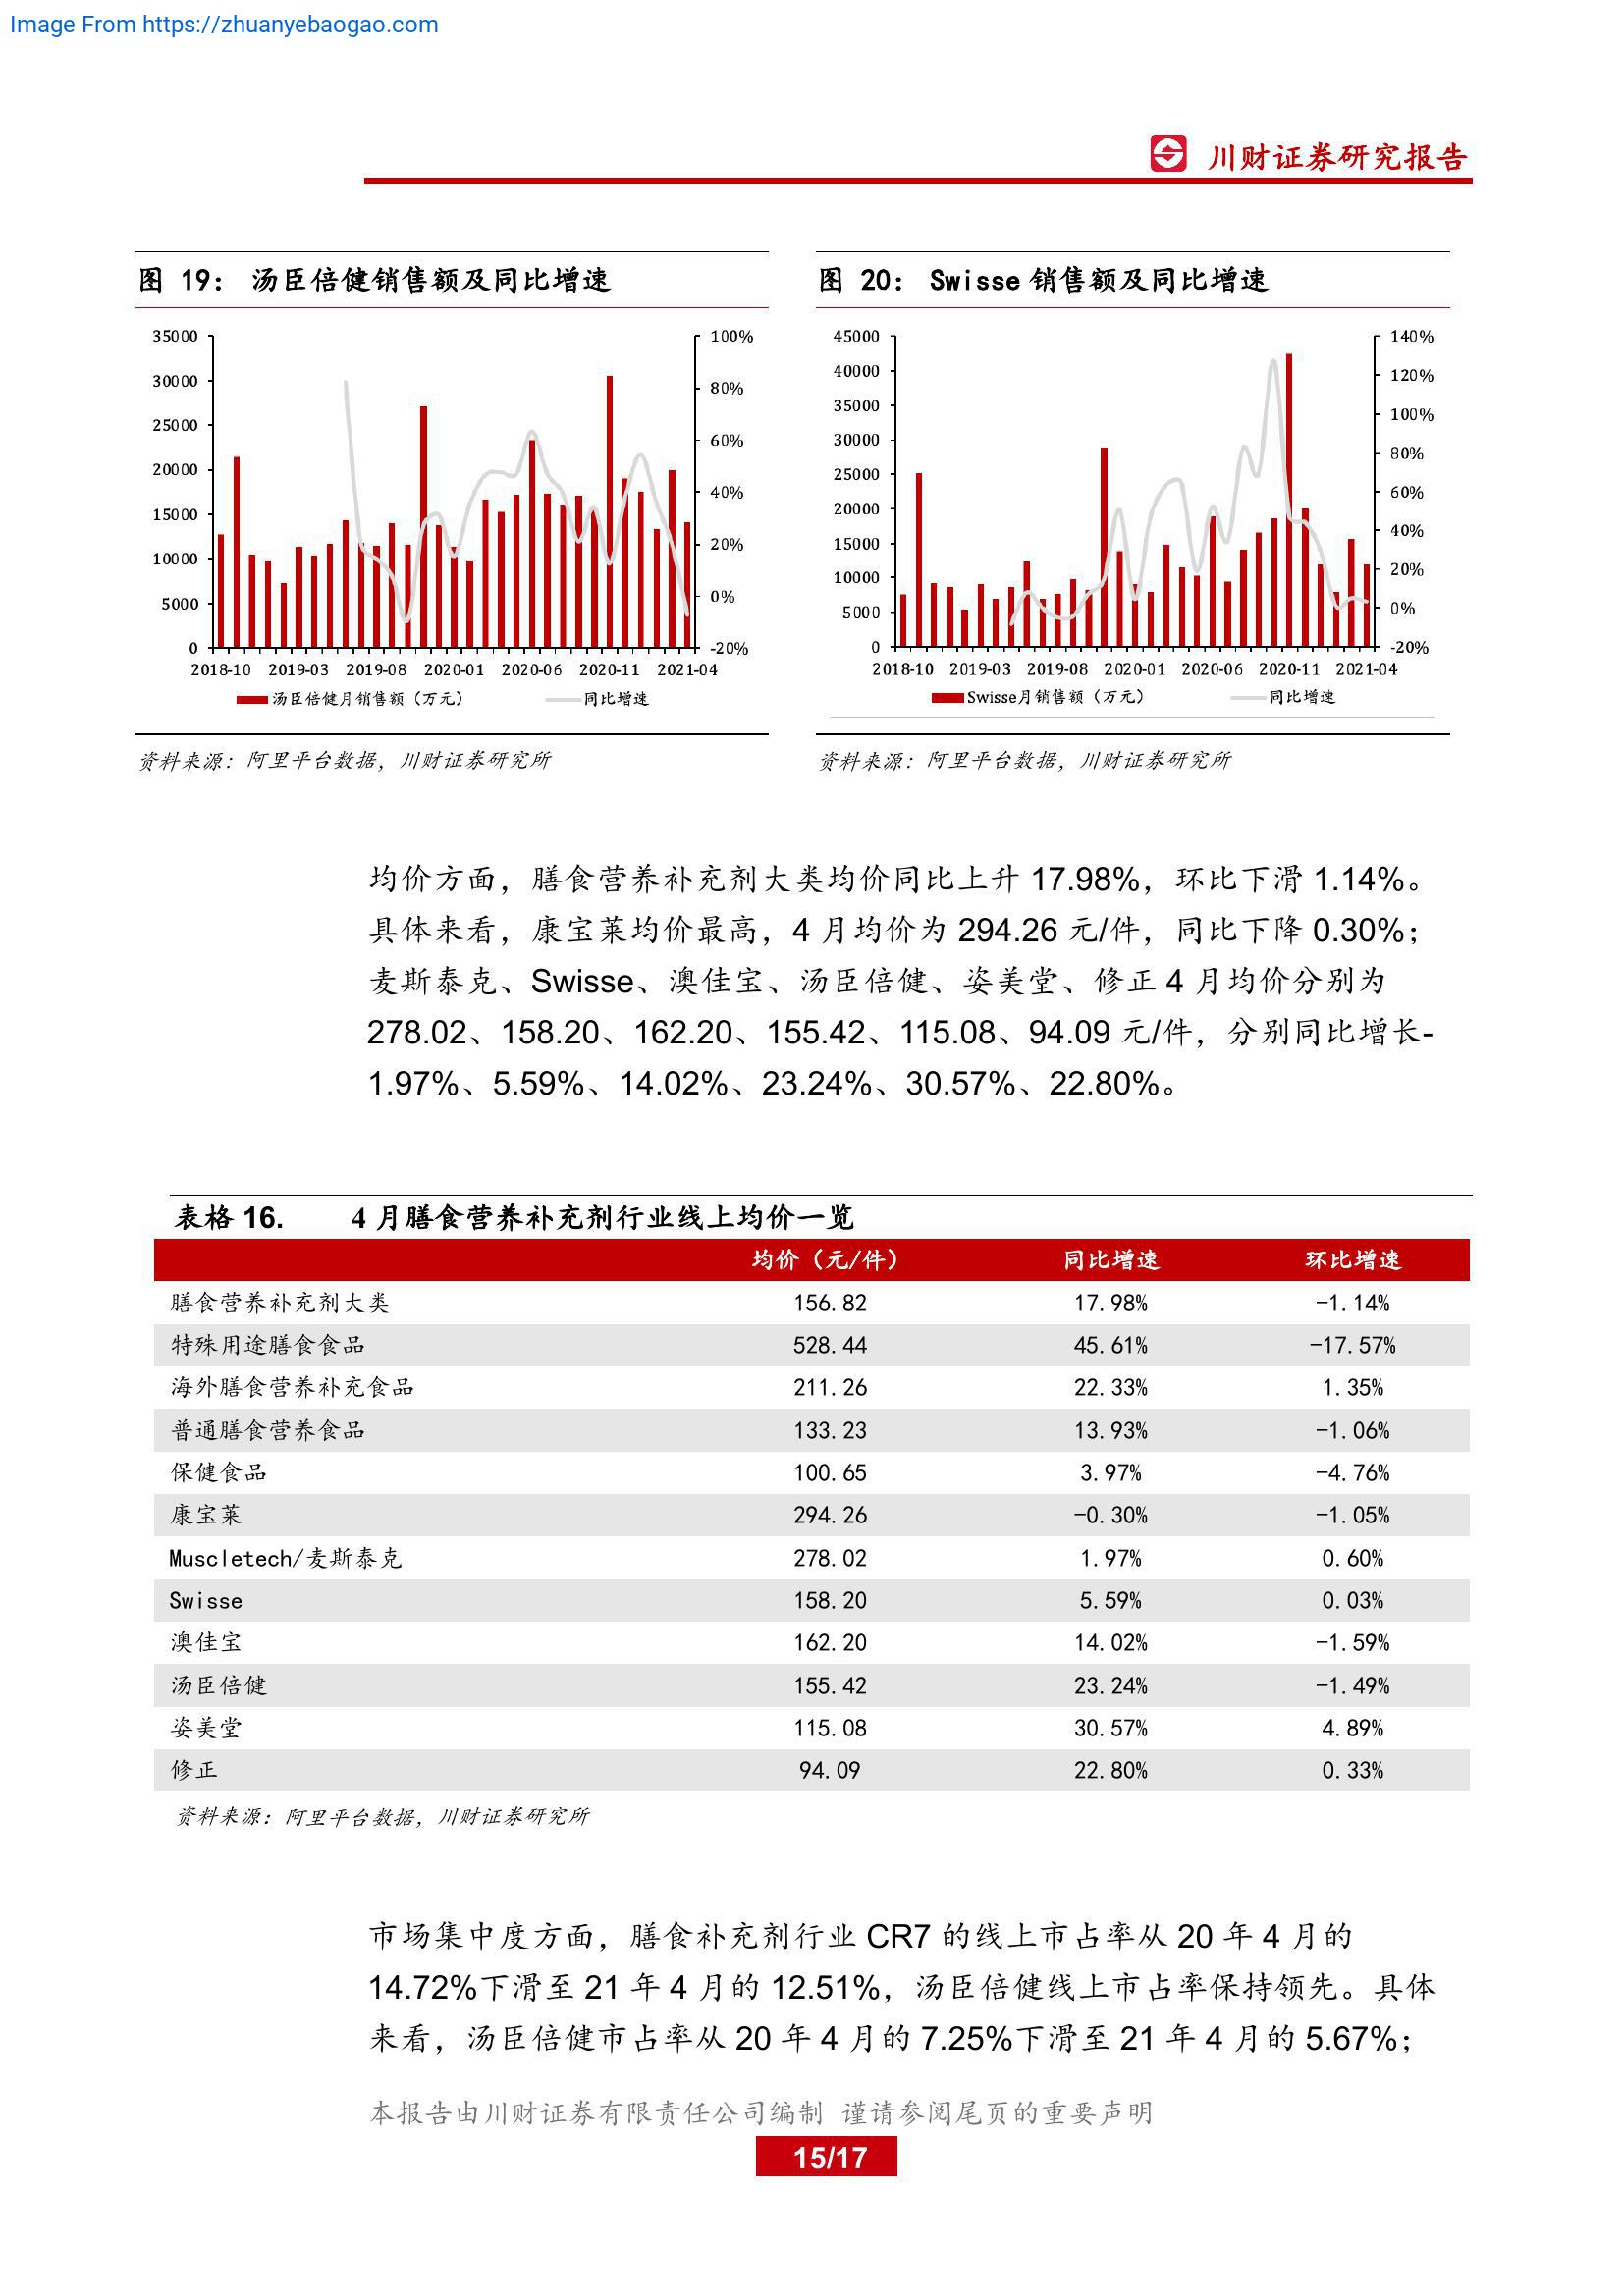 Image From https://zhuanyebaogao.com
川财证券研究报告
图 19： 汤臣倍健销售额及同比增速
35000
30000
25000
20000
15000
10000
5000
0
100%
80%
60%
40%
20%
0%
-20%
2018-10 2019-03 2019-08 2020-01 2020-06 2020-11 2021-04
汤臣倍健月销售额（万元） 同比增速
资料来源：阿里平台数据，川财证券研究所
图 20： Swisse 销售额及同比增速
45000
40000
35000
30000
25000
20000
15000
10000
5000
0
140%
120%
100%
80%
60%
40%
20%
0%
-20%
2018-10 2019-03 2019-08 2020-01 2020-06 2020-11 2021-04
Swisse月销售额（万元） 同比增速
资料来源：阿里平台数据，川财证券研究所
均价方面，膳食营养补充剂大类均价同比上升 17.98%，环比下滑 1.14%。
具体来看，康宝莱均价最高，4 月均价为 294.26 元/件，同比下降 0.30%；
麦斯泰克、Swisse、澳佳宝、汤臣倍健、姿美堂、修正 4 月均价分别为
278.02、158.20、162.20、155.42、115.08、94.09 元/件，分别同比增长-
1.97%、5.59%、14.02%、23.24%、30.57%、22.80%。
表格 16. 4 月膳食营养补充剂行业线上均价一览
均价（元/件） 同比增速 环比增速
膳食营养补充剂大类 156.82 17.98% -1.14%
特殊用途膳食食品 528.44 45.61% -17.57%
海外膳食营养补充食品 211.26 22.33% 1.35%
普通膳食营养食品 133.23 13.93% -1.06%
保健食品 100.65 3.97% -4.76%
康宝莱 294.26 -0.30% -1.05%
Muscletech/麦斯泰克 278.02 1.97% 0.60%
Swisse 158.20 5.59% 0.03%
澳佳宝 162.20 14.02% -1.59%
汤臣倍健 155.42 23.24% -1.49%
姿美堂 115.08 30.57% 4.89%
修正 94.09 22.80% 0.33%
资料来源：阿里平台数据，川财证券研究所
市场集中度方面，膳食补充剂行业 CR7 的线上市占率从 20 年 4 月的
14.72%下滑至 21 年 4 月的 12.51%，汤臣倍健线上市占率保持领先。具体
来看，汤臣倍健市占率从 20 年 4 月的 7.25%下滑至 21 年 4 月的 5.67%；
本报告由川财证券有限责任公司编制 谨请参阅尾页的重要声明
15/17